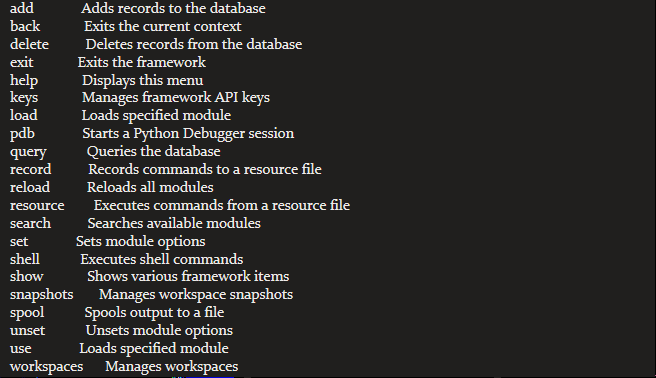 add Adds records to the database
back Exits the current context
delete Deletes records from the database
exit Exits the framework
help Displays this menu
keys Manages framework API keys
load Loads specified module
pdb Starts a Python Debugger session
query Queries the database
record Records commands to a resource file
reload Reloads all modules
resource Executes commands from a resource file
search Searches available modules
set Sets module options
shell Executes shell commands
show Shows various framework items
snapshots Manages workspace snapshots
spool Spools output to a file
unset Unsets module options
use Loads specified module
workspaces Manages workspaces